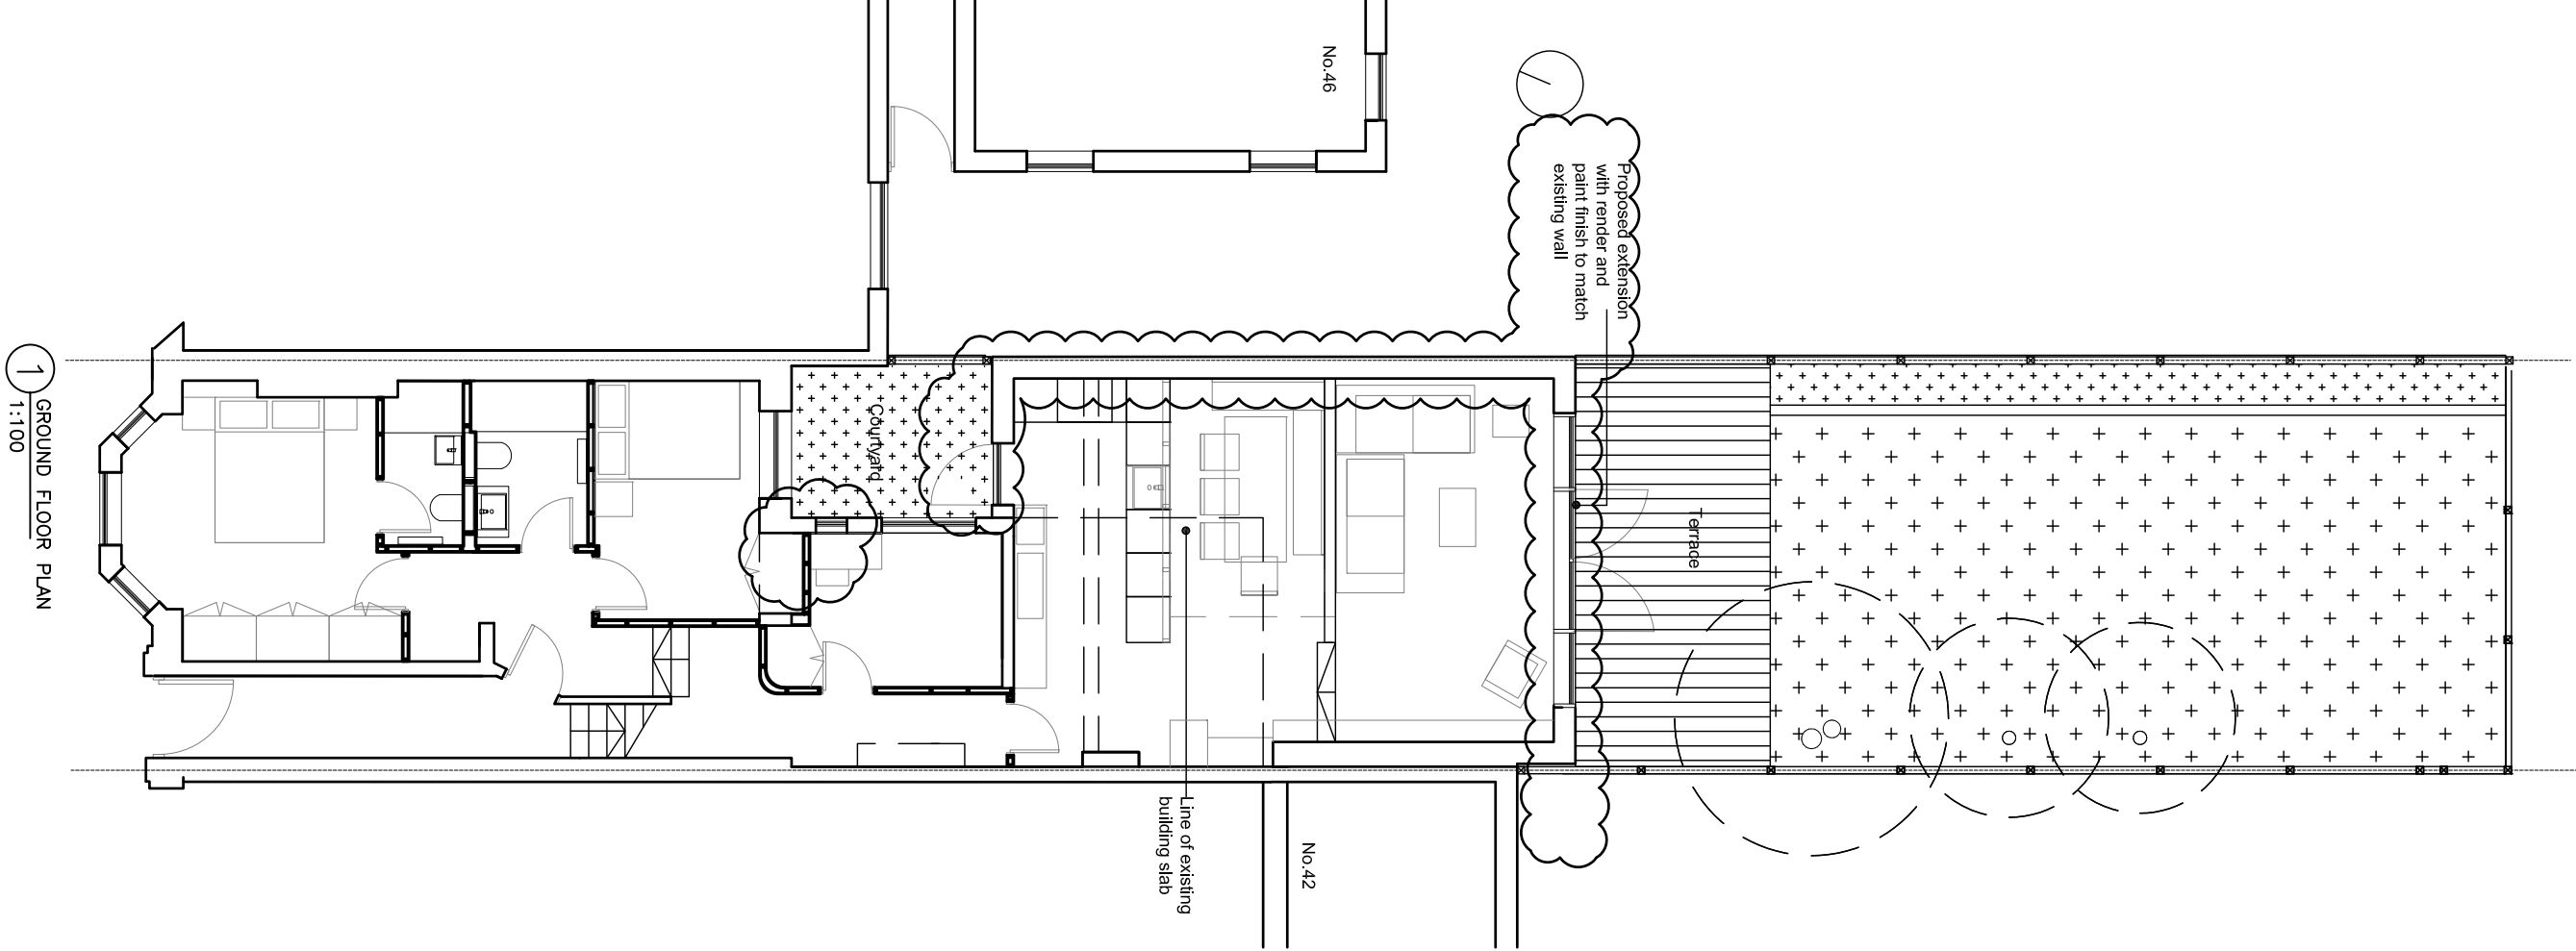 No.46
Proposed extension
with render and
paint finish to match
existing wall
Courtyard
Terrace
Line of existing
building slab
No.42
1
GROUND FLOOR PLAN
1:100